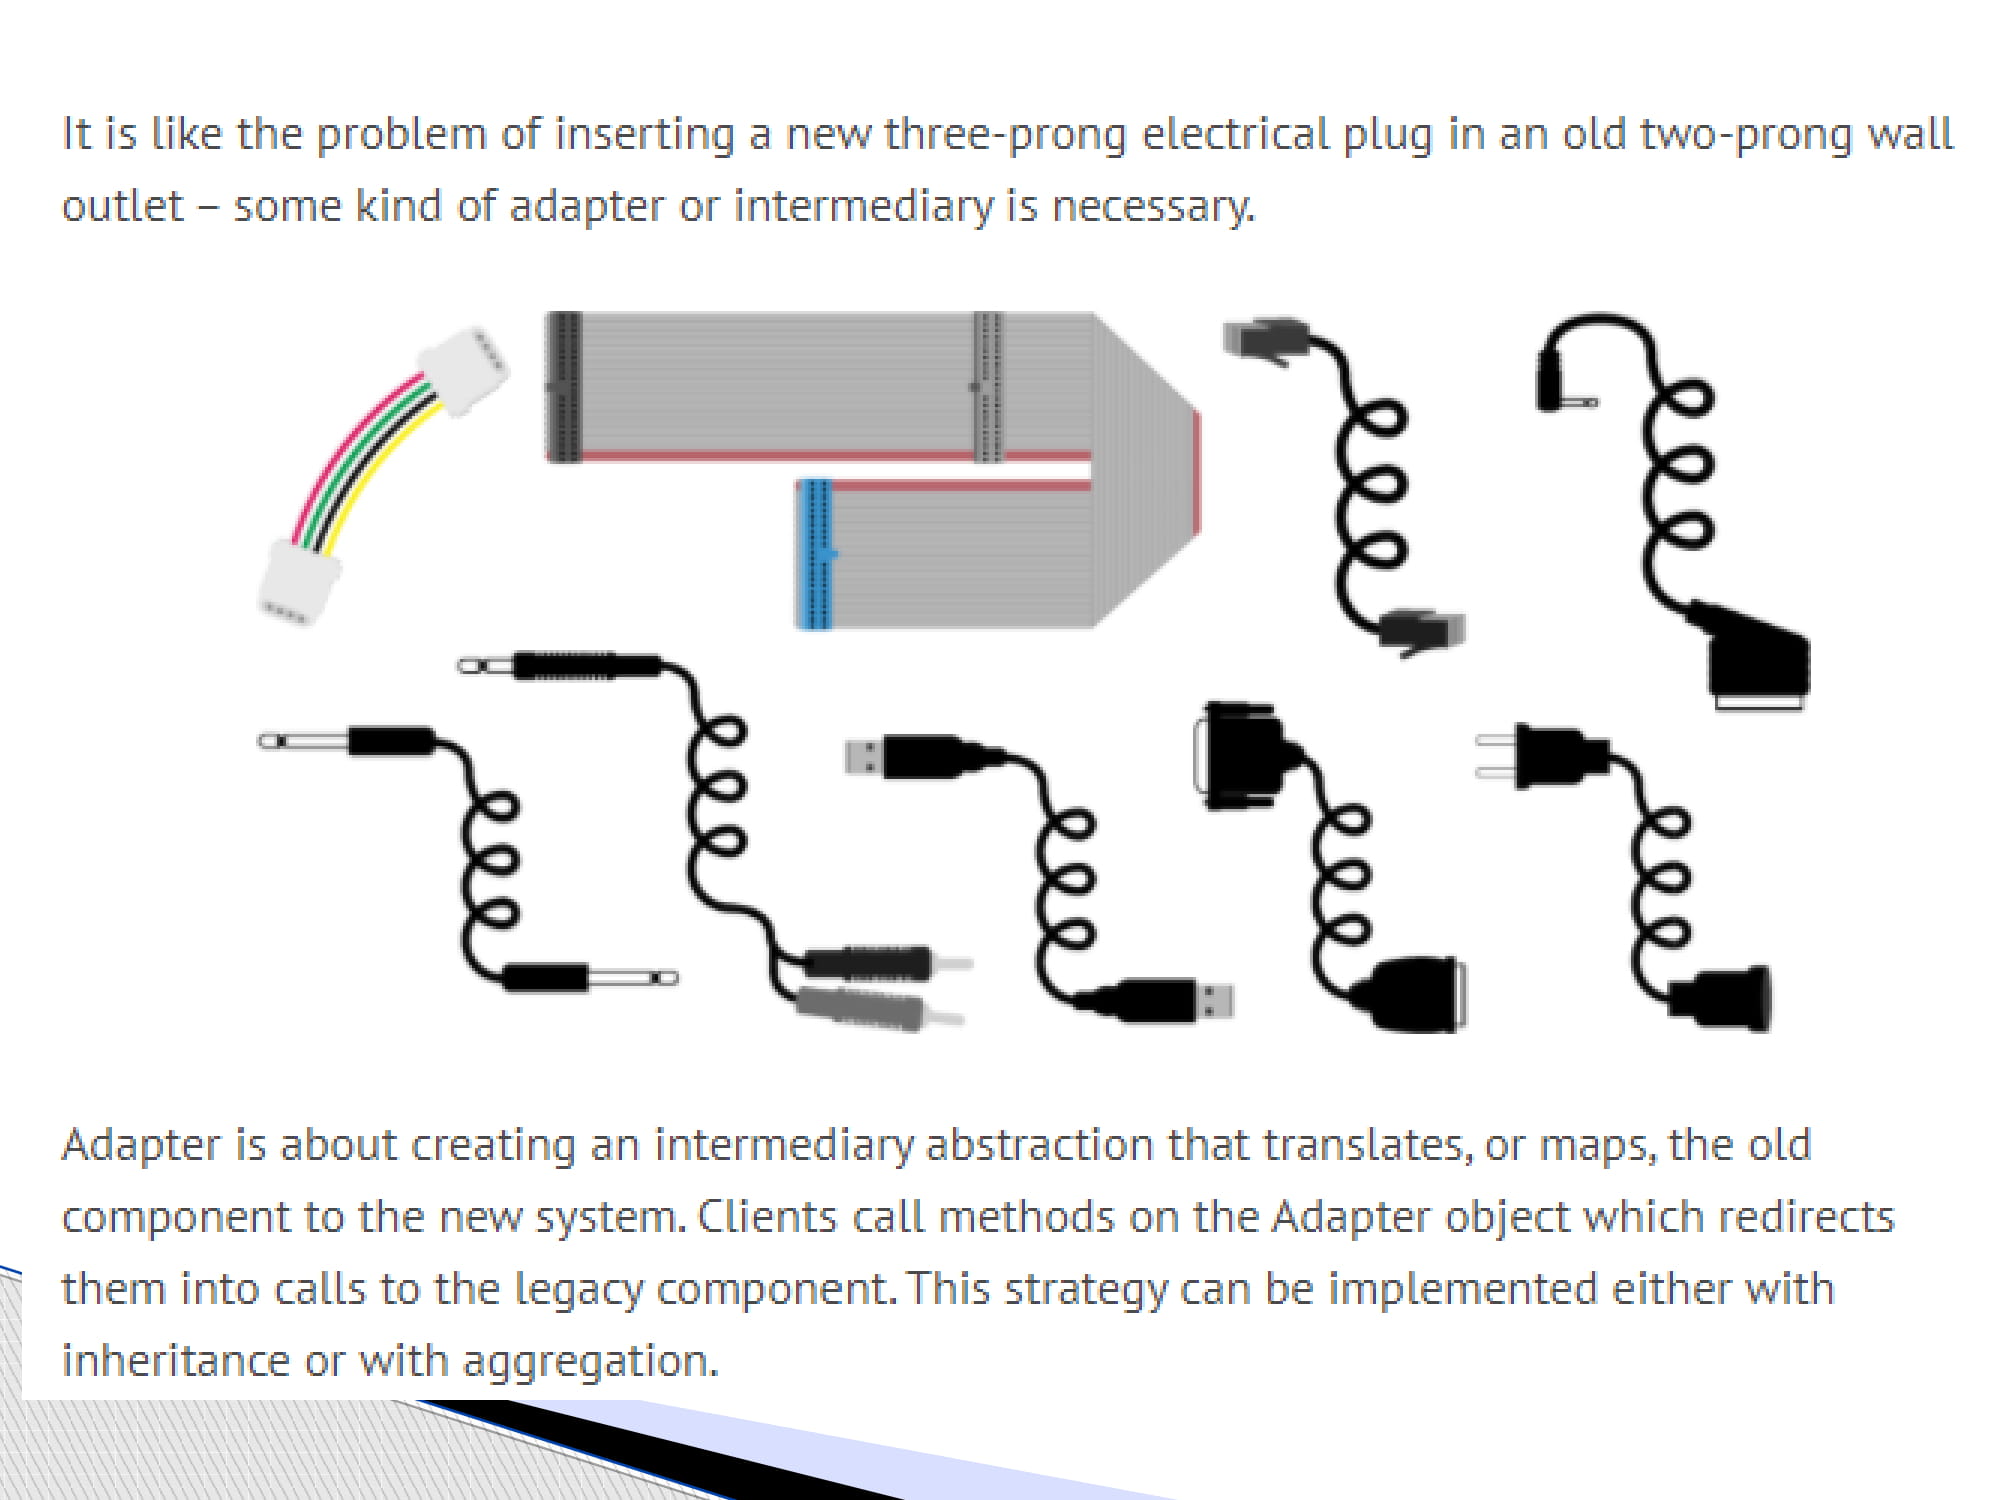 It is like the problem of inserting a new three-prong electrical plug in an old two-prong wall
outlet – some kind of adapter or intermediary is necessary.
Adapter is about creating an intermediary abstraction that translates, or maps, the old
component to the new system. Clients call methods on the Adapter object which redirects
them into calls to the legacy component. This strategy can be implemented either with
inheritance or with aggregation.